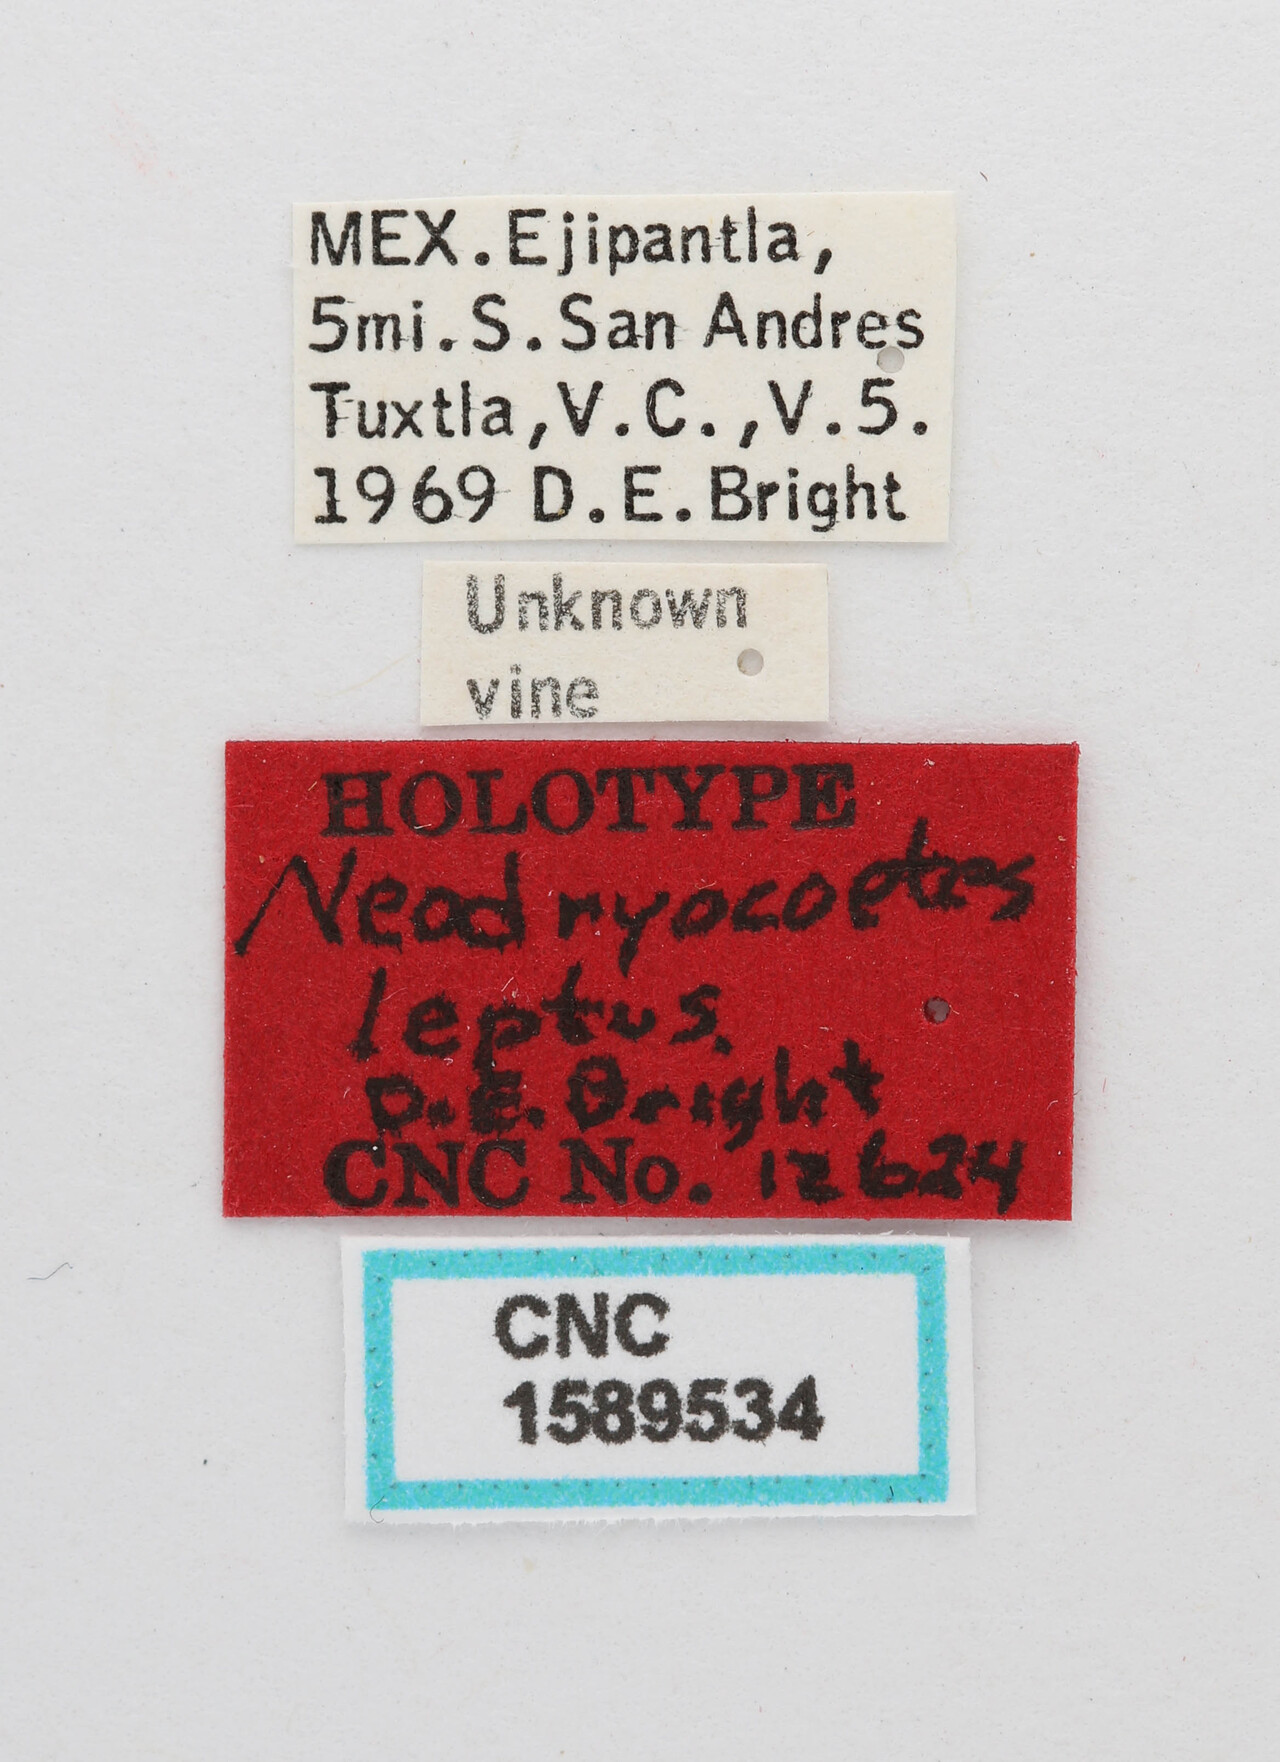 MEX. Ejipantla,
5mi. S. San Andres
Tuxtla, V.C., V.5.
1969 D.E. Bright
Unknown
vine
HOLOTYPE
Neodryocoetes
leptus
D.E. Bright
CNC No. 12624
CNC
1589534